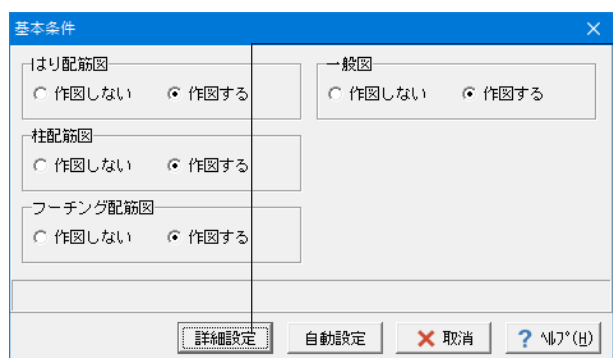 基本条件
はり配筋図
作図しない 作図する
一般図
作図しない 作図する
柱配筋図
作図しない 作図する
フーチング配筋図
作図しない 作図する
詳細設定 自動設定 取消 ? ﾍﾙﾌﾟ(H)